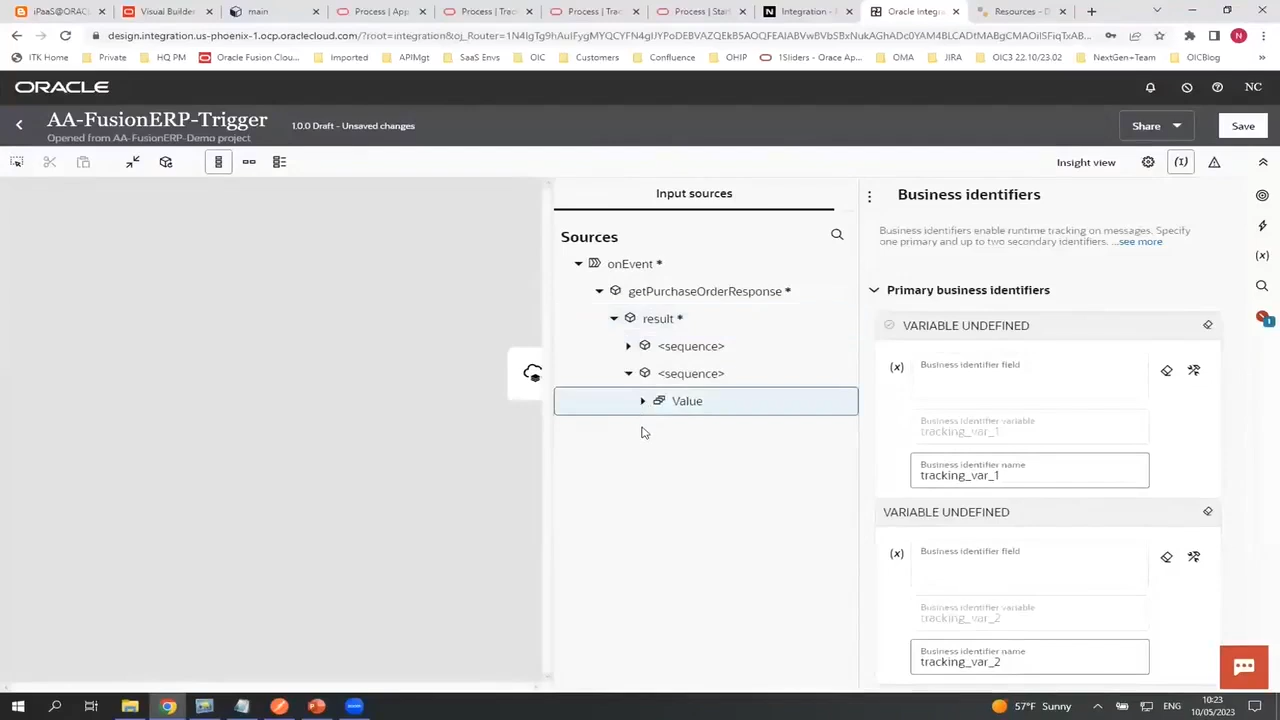 iPaaS@ORACL
Visual Builder
main
Process | App
Process | Trac
Process | Trac
Process | Start
Integration -
Oracle Integra
Resources - D
design.integration.us-phoenix-1.ocp.oraclecloud.com/?root=integration&oj_Router=
ITK Home
Private
HQ PM
Oracle Fusion Clou...
Imported
APIMgt
SaaS Envs
OIC
Customers
Confluence
OHIP
1Sliders - Orace Ap...
OMA
JIRA
OIC3 22.10/23.02
NextGen+Team
OICBlog
ORACLE
NC
AA-FusionERP-Trigger
1.0.0 Draft - Unsaved changes
Opened from AA-FusionERP-Demo project
Share
Save
Insight view
Input sources
Sources
onEvent *
getPurchaseOrderResponse *
result *
<sequence>
<sequence>
Value
Business identifiers
Business identifiers enable runtime tracking on messages. Specify
one primary and up to two secondary identifiers. ...see more
Primary business identifiers
VARIABLE UNDEFINED
(x)
Business identifier field
Business identifier variable
tracking_var_1
Business identifier name
tracking_var_1
VARIABLE UNDEFINED
(x)
Business identifier field
Business identifier variable
tracking_var_2
Business identifier name
tracking_var_2
57°F Sunny
ENG
10:23
10/05/2023